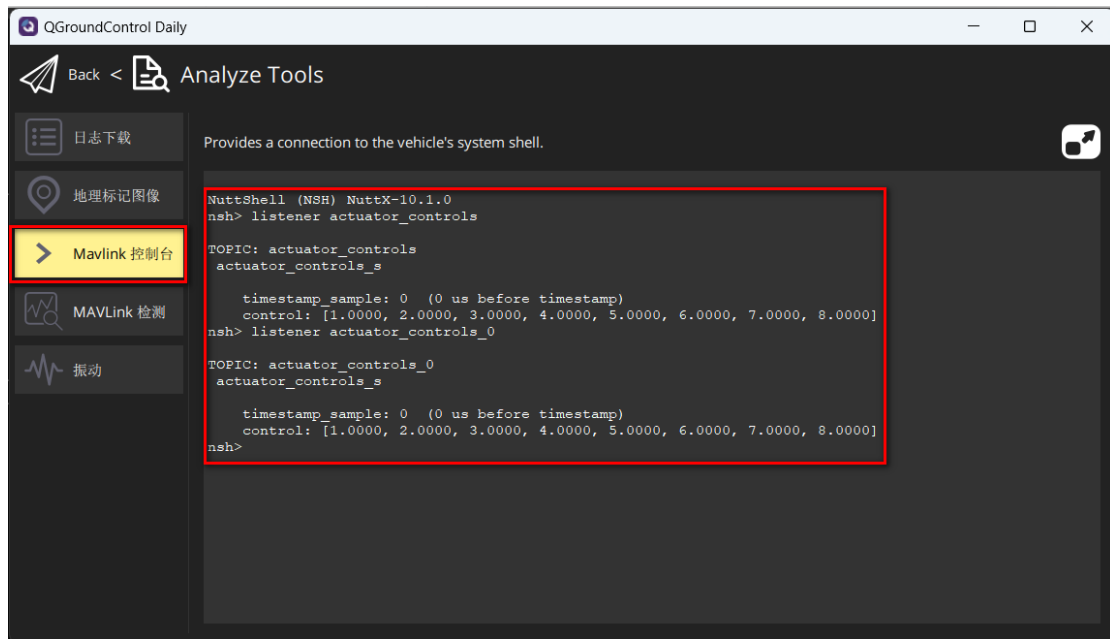 QGroundControl Daily
Back < Analyze Tools
日志下载
地理标记图像
Mavlink 控制台
MAVLink 检测
振动
Provides a connection to the vehicle's system shell.
NuttShell (NSH) NuttX-10.1.0
nsh> listener actuator_controls
TOPIC: actuator_controls
actuator_controls_s
timestamp_sample: 0 (0 us before timestamp)
control: [1.0000, 2.0000, 3.0000, 4.0000, 5.0000, 6.0000, 7.0000, 8.0000]
nsh> listener actuator_controls_0
TOPIC: actuator_controls_0
actuator_controls_s
timestamp_sample: 0 (0 us before timestamp)
control: [1.0000, 2.0000, 3.0000, 4.0000, 5.0000, 6.0000, 7.0000, 8.0000]
nsh>